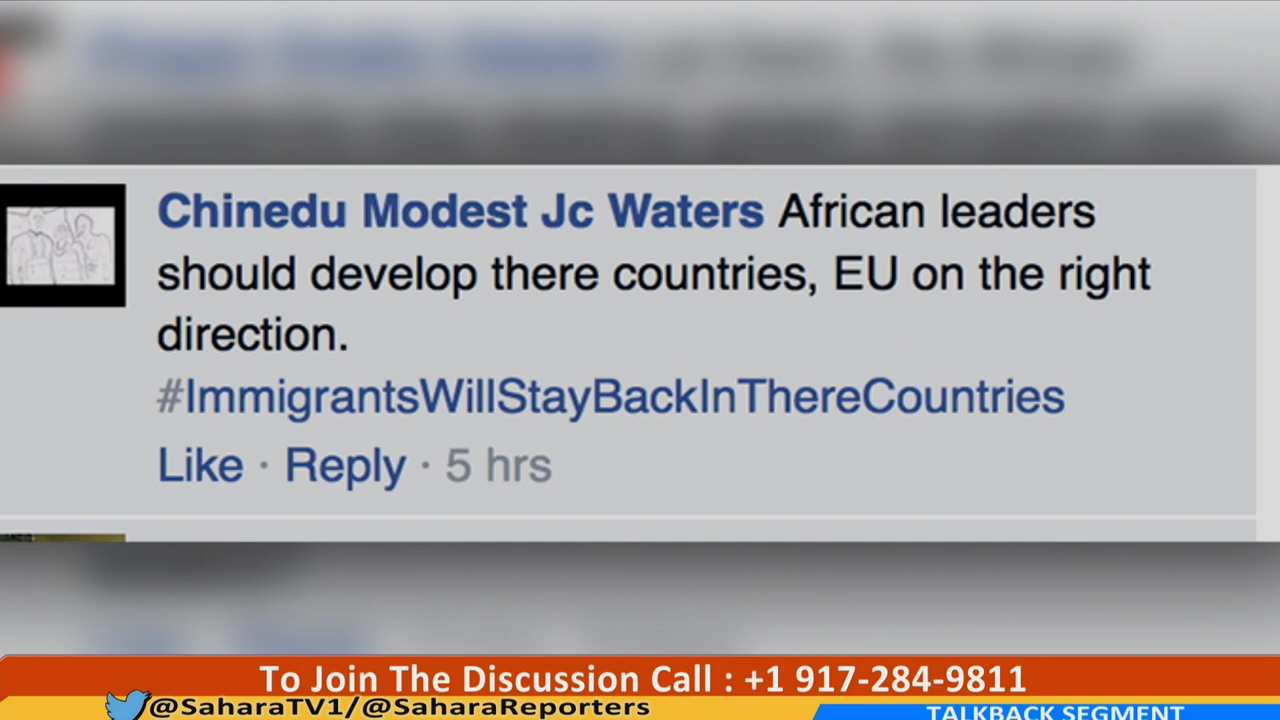 Chinedu Modest Jc Waters African leaders
should develop there countries, EU on the right
direction.
#ImmigrantsWillStayBackInThereCountries
Like · Reply · 5 hrs
To Join The Discussion Call : +1 917-284-9811
@SaharaTV1/@SaharaReporters
TALKBACK SEGMENT